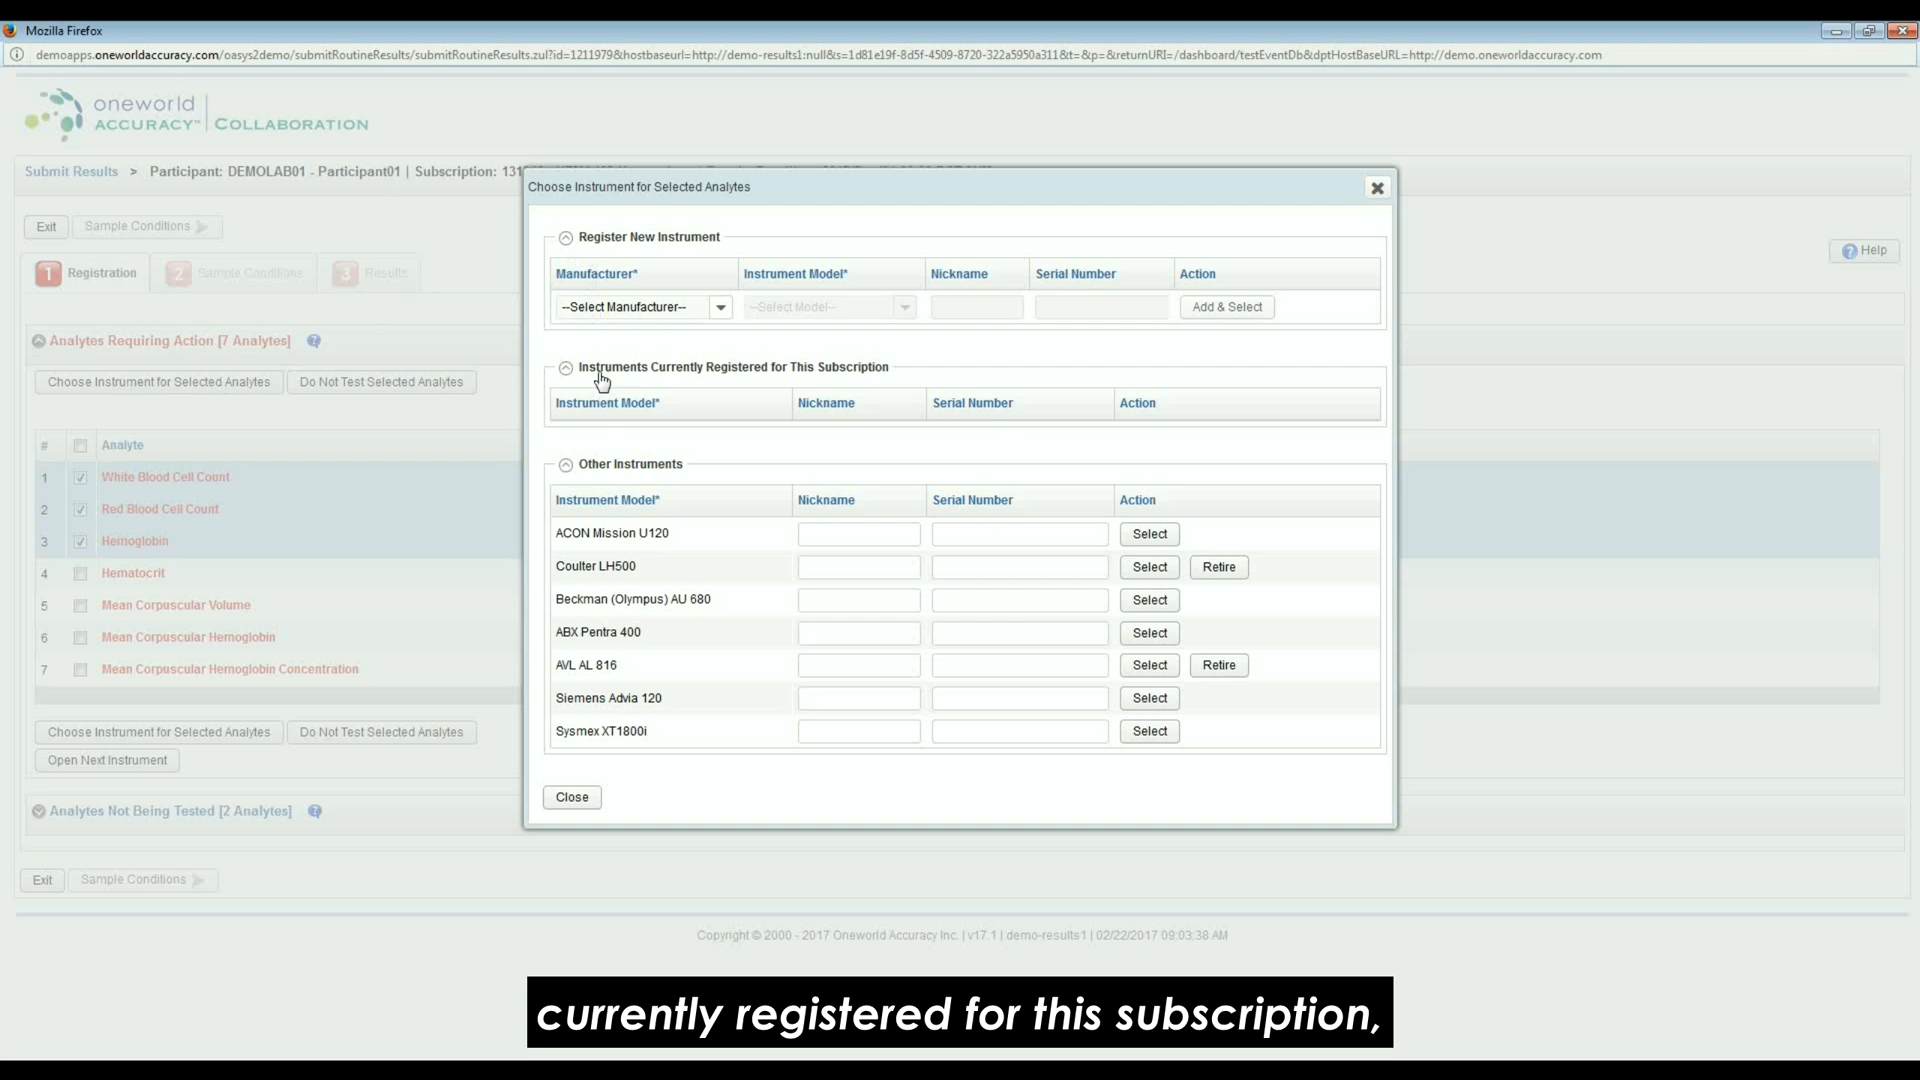 Mozilla Firefox
demoapps.oneworldaccuracy.com/oasys2demo/submitRoutineResults/submitRoutineResults.zul?id=1211979&hostbaseurl=http://demo-results1:null&s=1d81e19f-8d5f-4509-8720-322a5950a311&t=&p=&returnURI=/dashboard/testEventDb&dptHostBaseURL=http://demo.oneworldaccuracy.com
oneworld
ACCURACY™ COLLABORATION
Submit Results > Participant: DEMOLAB01 - Participant01 | Subscription: 131
Choose Instrument for Selected Analytes
Exit Sample Conditions
Help
1 Registration 2 Sample Conditions 3 Results
Register New Instrument
Manufacturer* Instrument Model* Nickname Serial Number Action
--Select Manufacturer-- --Select Model-- Add & Select
Analytes Requiring Action [7 Analytes]
Choose Instrument for Selected Analytes Do Not Test Selected Analytes
Instruments Currently Registered for This Subscription
Instrument Model* Nickname Serial Number Action
# Analyte
1 White Blood Cell Count
2 Red Blood Cell Count
3 Hemoglobin
4 Hematocrit
5 Mean Corpuscular Volume
6 Mean Corpuscular Hemoglobin
7 Mean Corpuscular Hemoglobin Concentration
Other Instruments
Instrument Model* Nickname Serial Number Action
ACON Mission U120 Select
Coulter LH500 Select Retire
Beckman (Olympus) AU 680 Select
ABX Pentra 400 Select
AVL AL 816 Select Retire
Siemens Advia 120 Select
Sysmex XT1800i Select
Close
Choose Instrument for Selected Analytes Do Not Test Selected Analytes
Open Next Instrument
Analytes Not Being Tested [2 Analytes]
Exit Sample Conditions
Copyright © 2000 - 2017 Oneworld Accuracy Inc. | v17.1 | demo-results1 | 02/22/2017 09:03:38 AM
currently registered for this subscription,